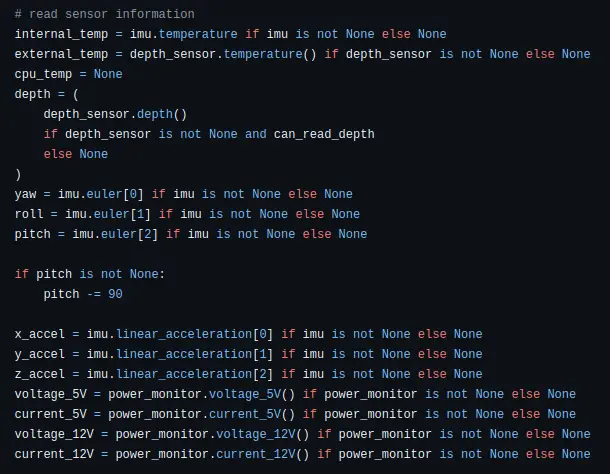 # read sensor information
internal_temp = imu.temperature if imu is not None else None
external_temp = depth_sensor.temperature() if depth_sensor is not None else None
cpu_temp = None
depth = (
    depth_sensor.depth()
    if depth_sensor is not None and can_read_depth
    else None
)
yaw = imu.euler[0] if imu is not None else None
roll = imu.euler[1] if imu is not None else None
pitch = imu.euler[2] if imu is not None else None

if pitch is not None:
    pitch -= 90

x_accel = imu.linear_acceleration[0] if imu is not None else None
y_accel = imu.linear_acceleration[1] if imu is not None else None
z_accel = imu.linear_acceleration[2] if imu is not None else None
voltage_5V = power_monitor.voltage_5V() if power_monitor is not None else None
current_5V = power_monitor.current_5V() if power_monitor is not None else None
voltage_12V = power_monitor.voltage_12V() if power_monitor is not None else None
current_12V = power_monitor.current_12V() if power_monitor is not None else None